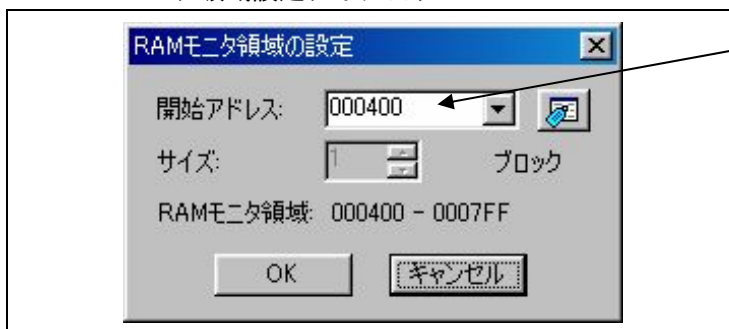 RAMモニタ領域の設定
開始アドレス: 000400
サイズ: 1 ブロック
RAMモニタ領域: 000400 - 0007FF
OK キャンセル